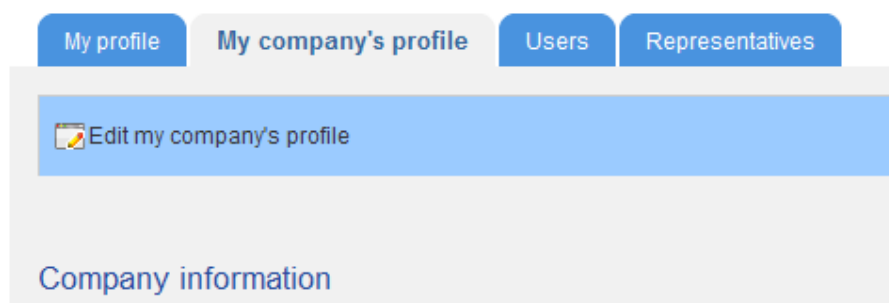 My profile My company's profile Users Representatives
Edit my company's profile
Company information